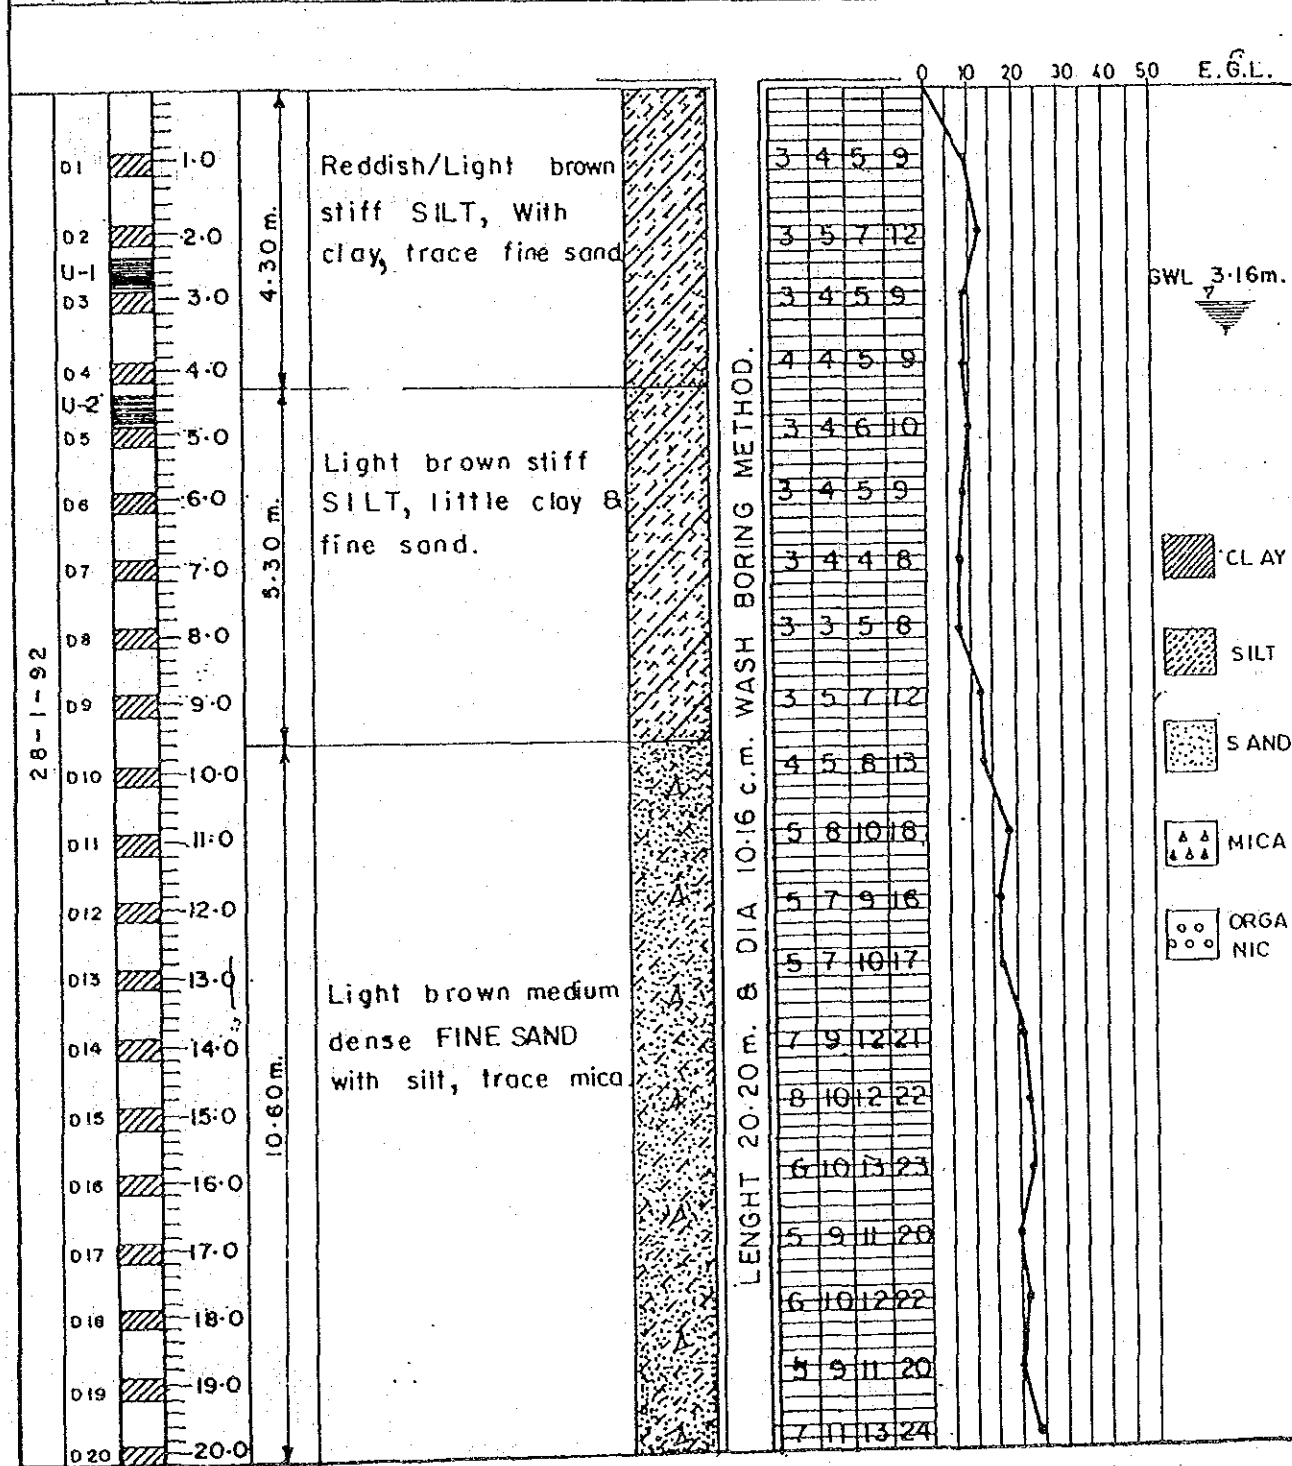 0 10 20 30 40 50 E.G.L.
D1 1·0 3 4 5 9
Reddish/Light brown
stiff SILT, With
clay, trace fine sand
4·30 m.
D2 2·0 3 5 7 12
U-1
D3 3·0 3 4 5 9
GWL 3·16m.
D4 4·0 4 4 5 9
U-2
D5 5·0 3 4 6 10
Light brown stiff
SILT, little clay &
fine sand.
5·30 m.
D6 6·0 3 4 5 9
D7 7·0 3 4 4 8
D8 8·0 3 3 5 8
D9 9·0 3 5 7 12
28-1-92
D10 10·0 4 5 8 13
D11 11·0 5 8 10 18
D12 12·0 5 7 9 16
D13 13·0 5 7 10 17
Light brown medium
dense FINE SAND
with silt, trace mica.
10·60m.
D14 14·0 7 9 12 21
D15 15·0 8 10 12 22
D16 16·0 6 10 13 23
D17 17·0 5 9 11 20
D18 18·0 6 10 12 22
D19 19·0 5 9 11 20
D20 20·0 7 11 13 24
LENGHT 20·20 m. & DIA 10·16 c.m. WASH BORING METHOD.
CLAY
SILT
SAND
MICA
ORGA
NIC